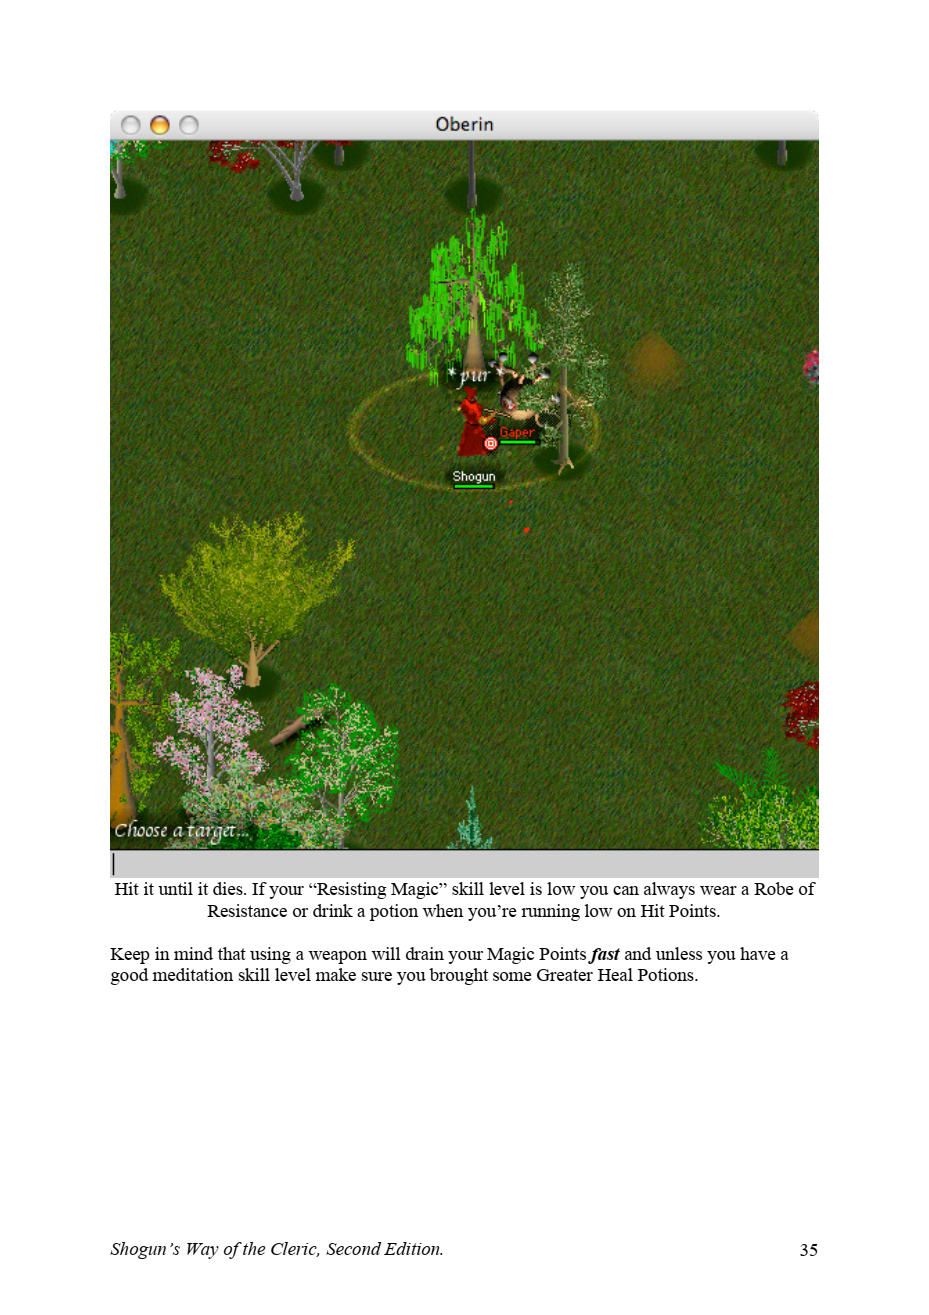 Oberin
*pur*
Gaper
Shogun
Choose a target...
Hit it until it dies. If your “Resisting Magic” skill level is low you can always wear a Robe of
Resistance or drink a potion when you’re running low on Hit Points.
Keep in mind that using a weapon will drain your Magic Points fast and unless you have a
good meditation skill level make sure you brought some Greater Heal Potions.
Shogun’s Way of the Cleric, Second Edition. 35